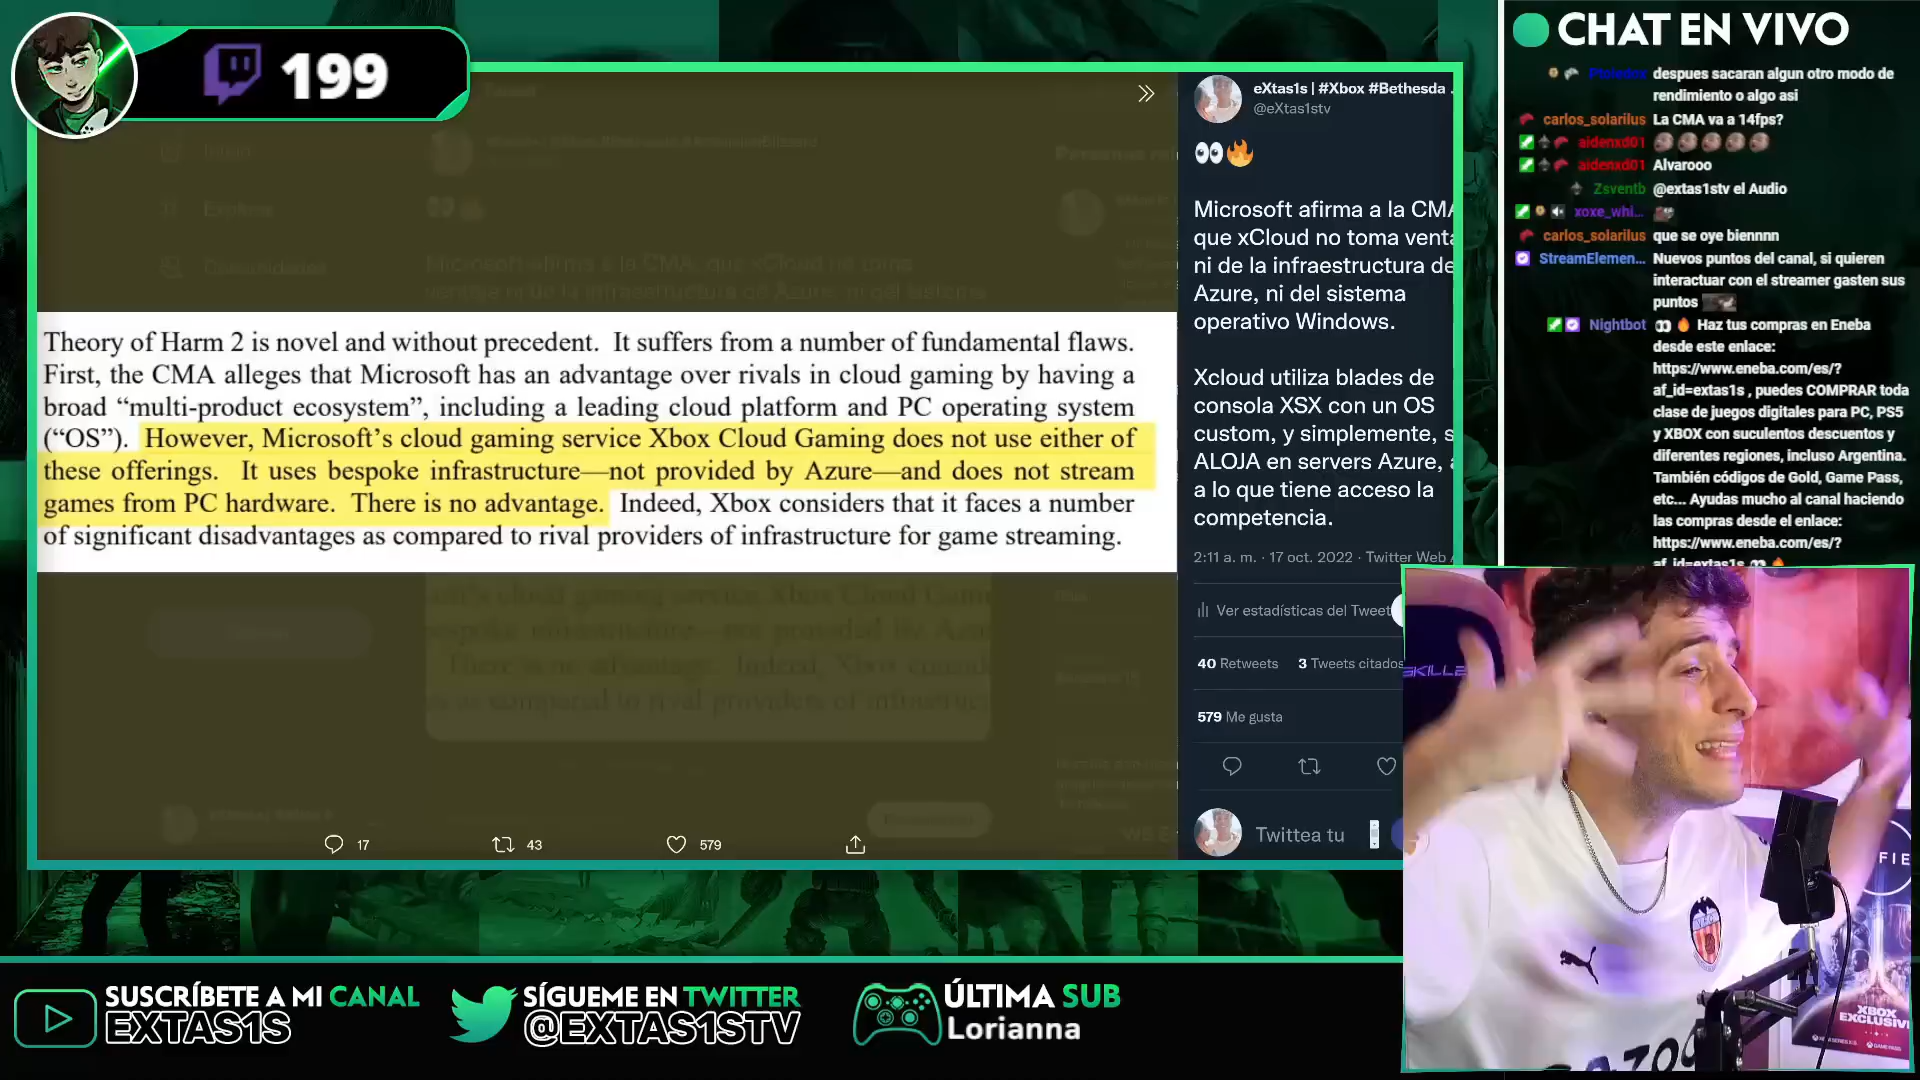 199
eXtas1s | #Xbox #Bethesda
@eXtas1stv
Microsoft afirma a la CMA
que xCloud no toma venta
ni de la infraestructura de
Azure, ni del sistema
operativo Windows.
Xcloud utiliza blades de
consola XSX con un OS
custom, y simplemente, s
ALOJA en servers Azure, a
a lo que tiene acceso la
competencia.
2:11 a. m. · 17 oct. 2022 · Twitter Web
Ver estadísticas del Tweet
40 Retweets 3 Tweets citados
579 Me gusta
Twittea tu
Theory of Harm 2 is novel and without precedent. It suffers from a number of fundamental flaws.
First, the CMA alleges that Microsoft has an advantage over rivals in cloud gaming by having a
broad “multi-product ecosystem”, including a leading cloud platform and PC operating system
(“OS”). However, Microsoft’s cloud gaming service Xbox Cloud Gaming does not use either of
these offerings. It uses bespoke infrastructure—not provided by Azure—and does not stream
games from PC hardware. There is no advantage. Indeed, Xbox considers that it faces a number
of significant disadvantages as compared to rival providers of infrastructure for game streaming.
17 43 579
CHAT EN VIVO
Ptoledox despues sacaran algun otro modo de
rendimiento o algo asi
carlos_solarilus La CMA va a 14fps?
aidenxd01
aidenxd01 Alvarooo
Zsventb @extas1stv el Audio
xoxe_whi...
carlos_solarilus que se oye biennnn
StreamElemen... Nuevos puntos del canal, si quieren
interactuar con el streamer gasten sus
puntos
Nightbot Haz tus compras en Eneba
desde este enlace:
https://www.eneba.com/es/?
af_id=extas1s , puedes COMPRAR toda
clase de juegos digitales para PC, PS5
y XBOX con suculentos descuentos y
diferentes regiones, incluso Argentina.
También códigos de Gold, Game Pass,
etc... Ayudas mucho al canal haciendo
las compras desde el enlace:
https://www.eneba.com/es/?
af_id=extas1s
SKILLE
XBOX
EXCLUSIV
SUSCRÍBETE A MI CANAL
EXTAS1S
SÍGUEME EN TWITTER
@EXTAS1STV
ÚLTIMA SUB
Lorianna